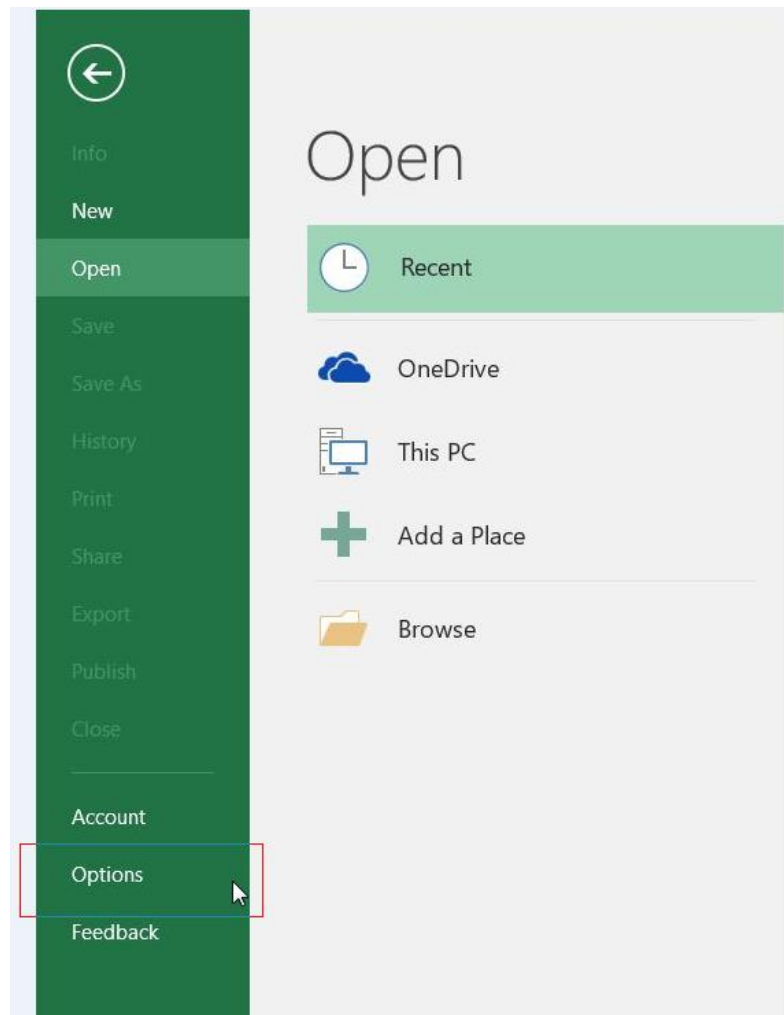 Info
New
Open
Save
Save As
History
Print
Share
Export
Publish
Close
Account
Options
Feedback
Open
Recent
OneDrive
This PC
Add a Place
Browse